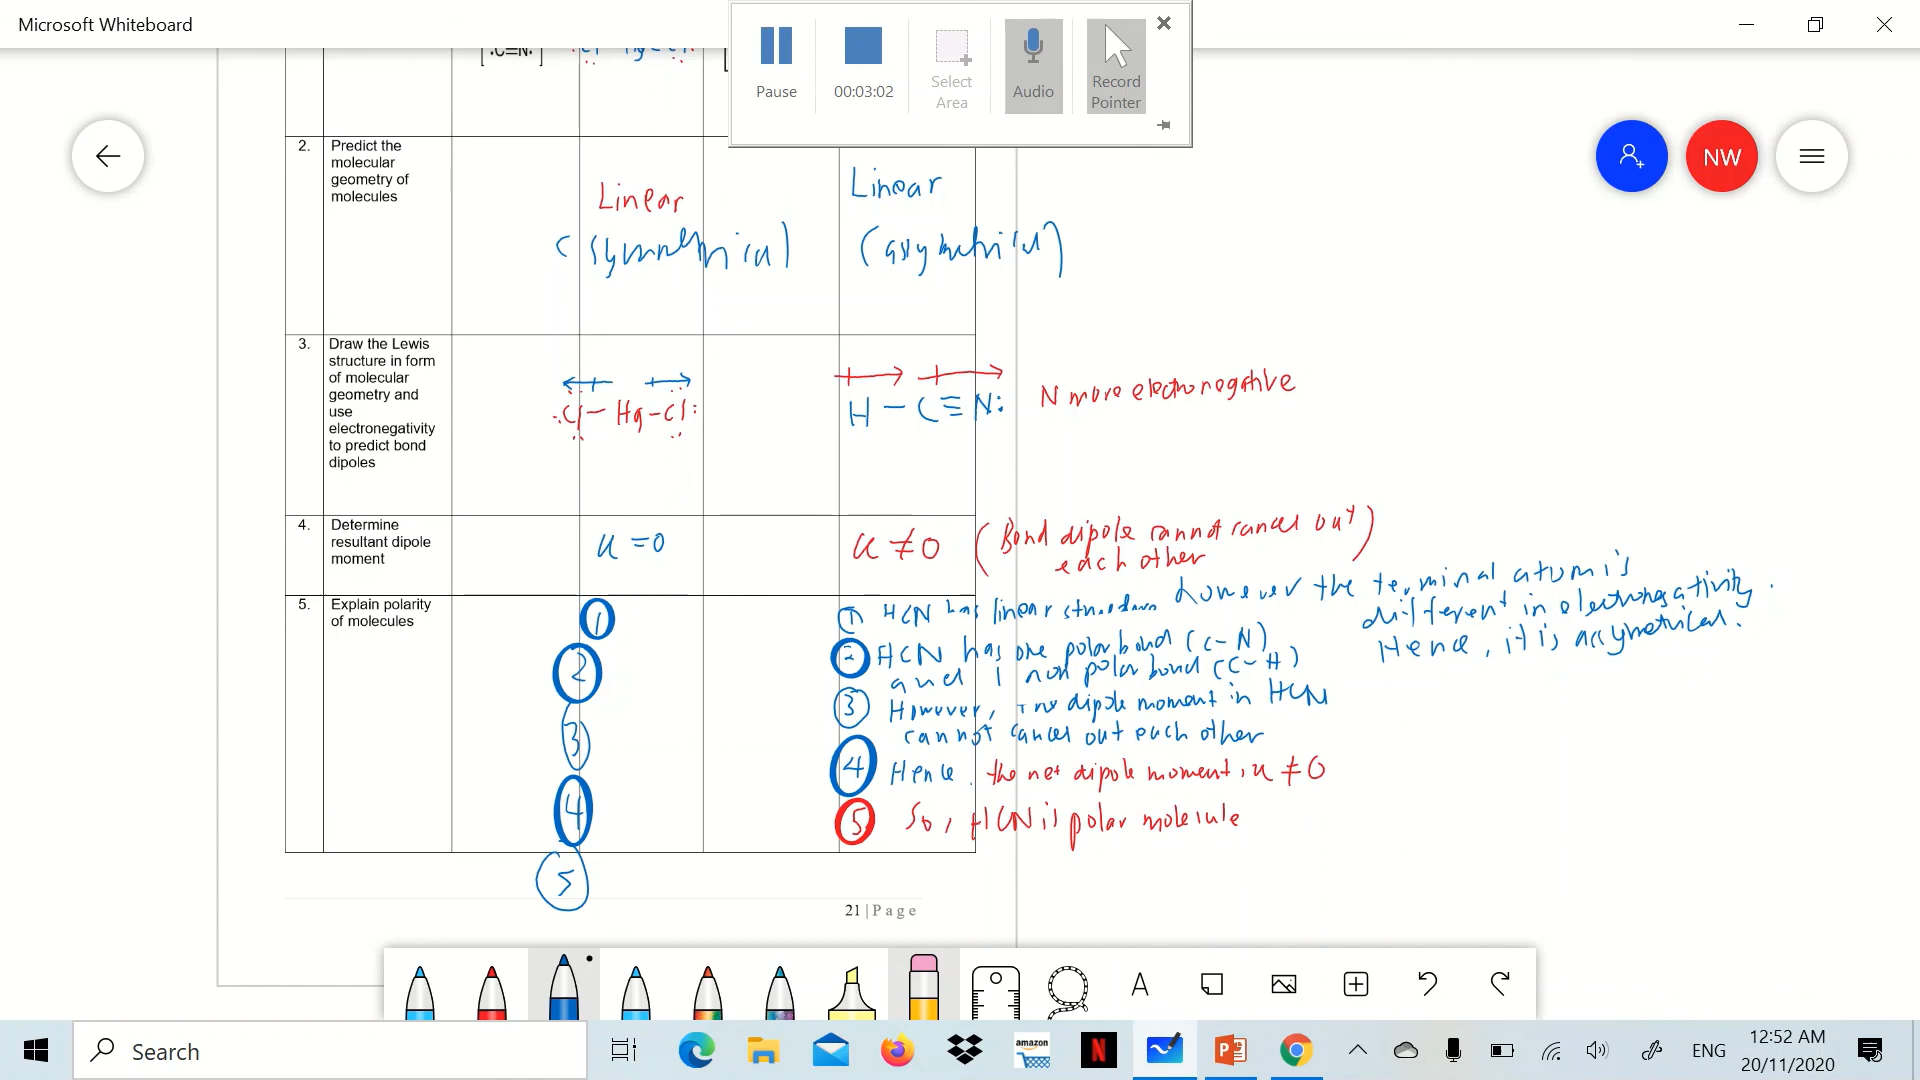 Microsoft Whiteboard
Pause
00:03:02
Select Area
Audio
Record Pointer
NW
[:C≡N:]
2. Predict the
molecular
geometry of
molecules
Linear
(symmetrical)
Linear
(asymmetrical)
3. Draw the Lewis
structure in form
of molecular
geometry and
use
electronegativity
to predict bond
dipoles
Cl – Hg – Cl
H – C ≡ N:
N more electronegative
4. Determine
resultant dipole
moment
u = 0
u ≠ 0
(Bond dipole cannot cancel out
each other)
5. Explain polarity
of molecules
1
2
3
4
5
1 HCN has linear structure however the terminal atom is
different in electronegativity.
Hence, it is assymetrical.
2 HCN has one polar bond (C-N)
and 1 non polar bond (C-H)
3 However, the dipole moment in HCN
cannot cancel out each other
4 Hence, the net dipole moment, u ≠ 0
5 So, HCN is polar molecule
21 | Page
A
Search
amazon
N
P
ENG
12:52 AM
20/11/2020